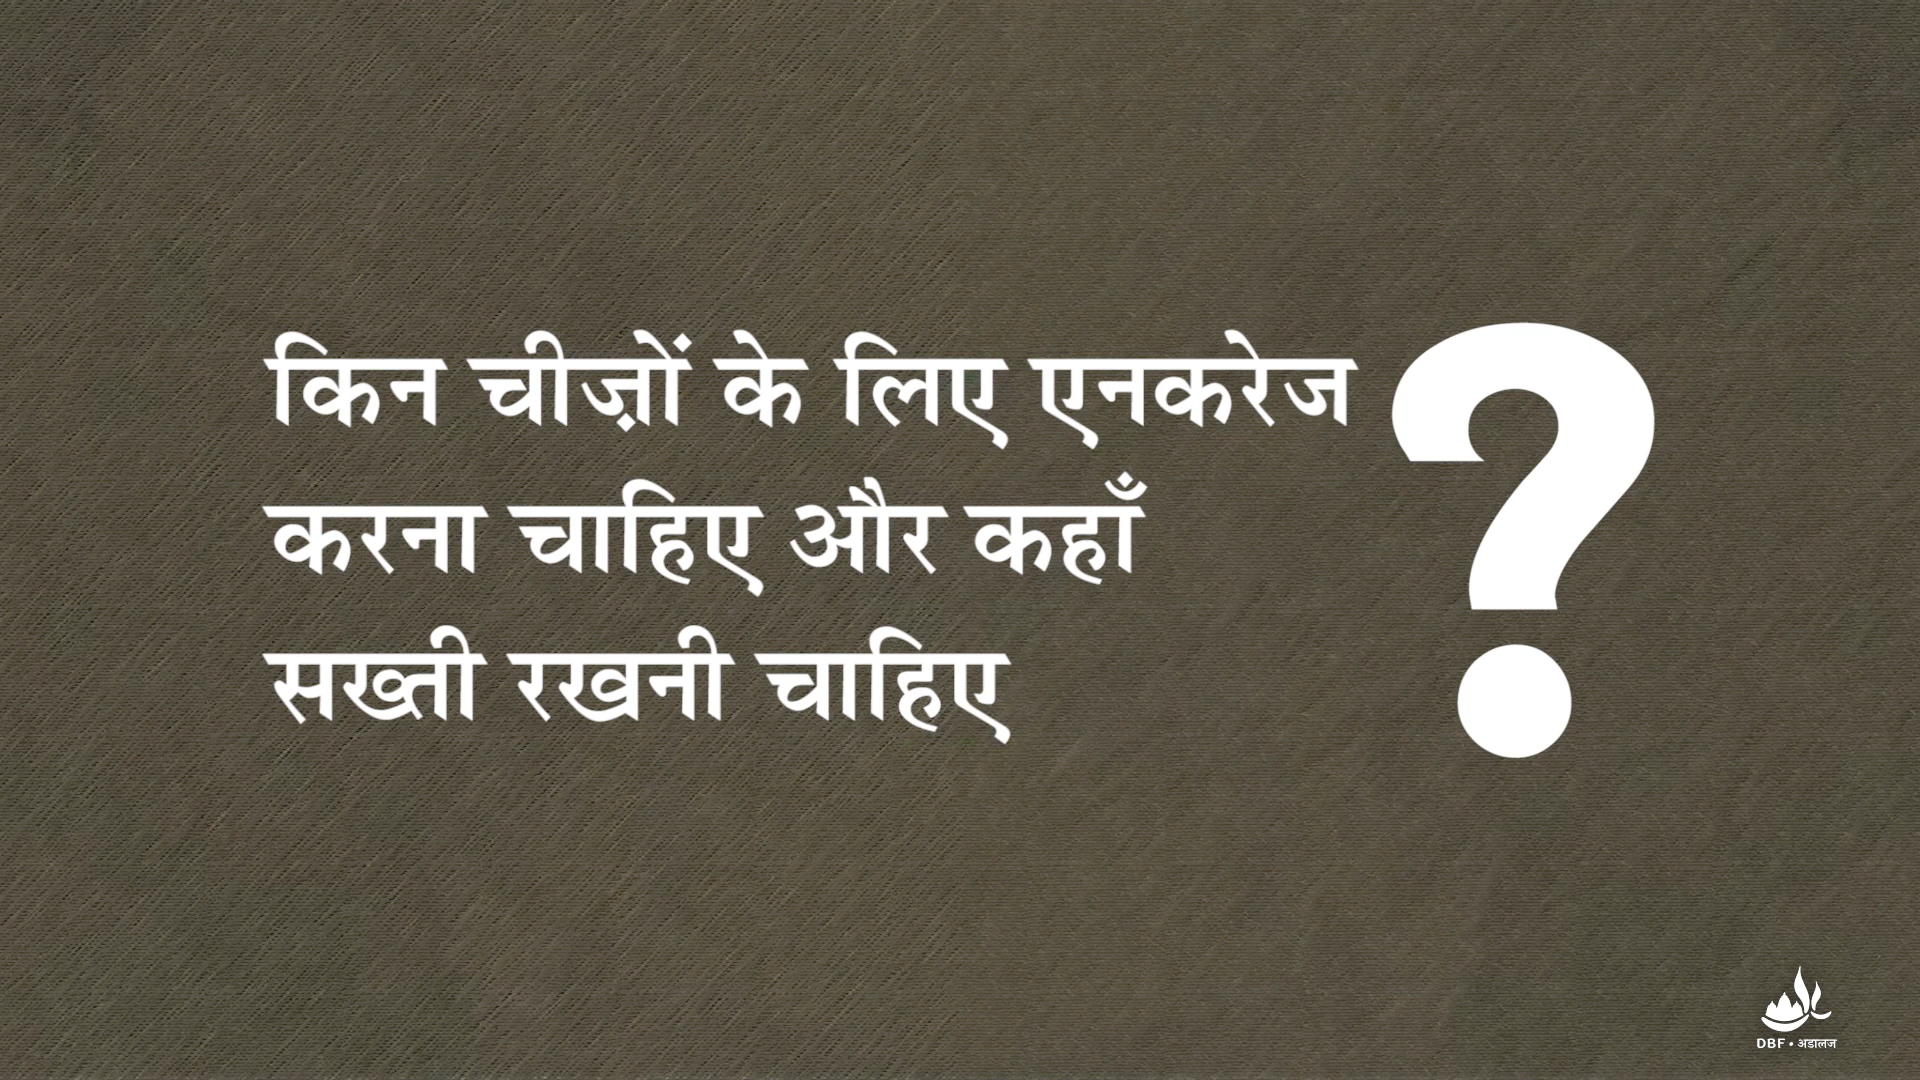 किन चीज़ों के लिए एनकरेज
करना चाहिए और कहाँ
सख्ती रखनी चाहिए ?
DBF • अडालज